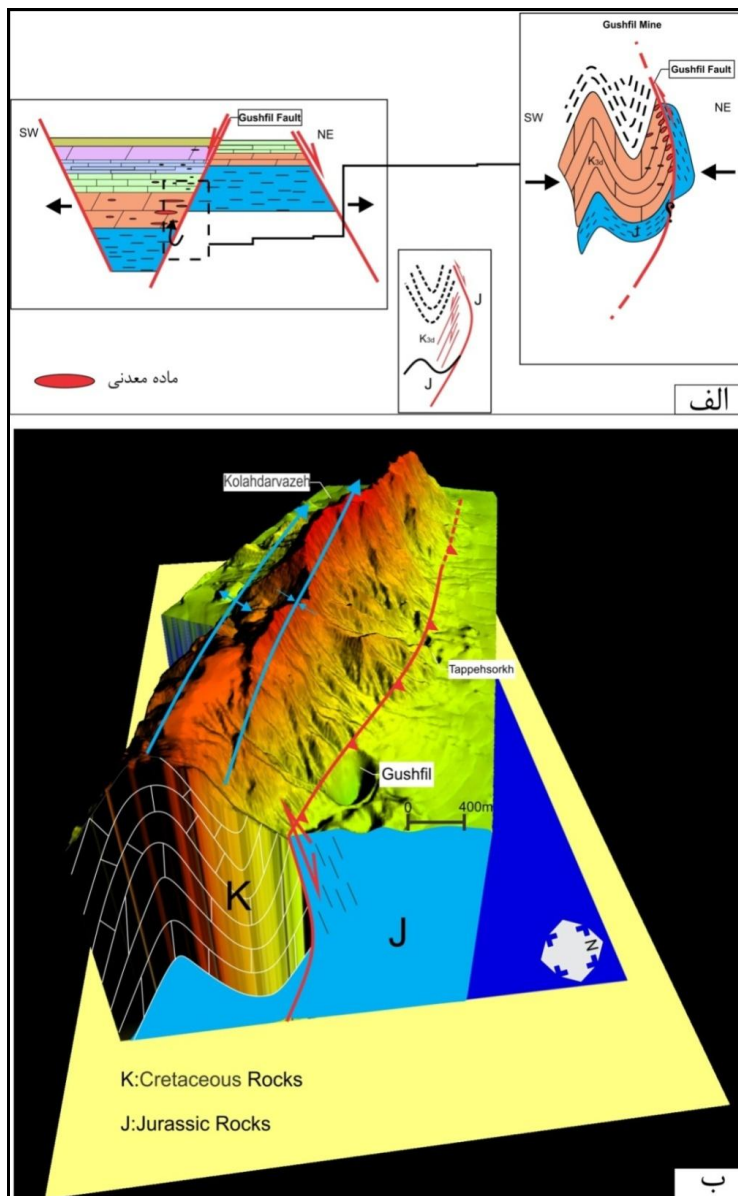 Gushfil Mine
Gushfil Fault
SW
NE
K3d
J
?
SW
Gushfil Fault
NE
J
K3d
J
ماده معدنی
الف
Kolahdarvazeh
Tappehsorkh
Gushfil
0 400m
K
J
N
K:Cretaceous Rocks
J:Jurassic Rocks
ب